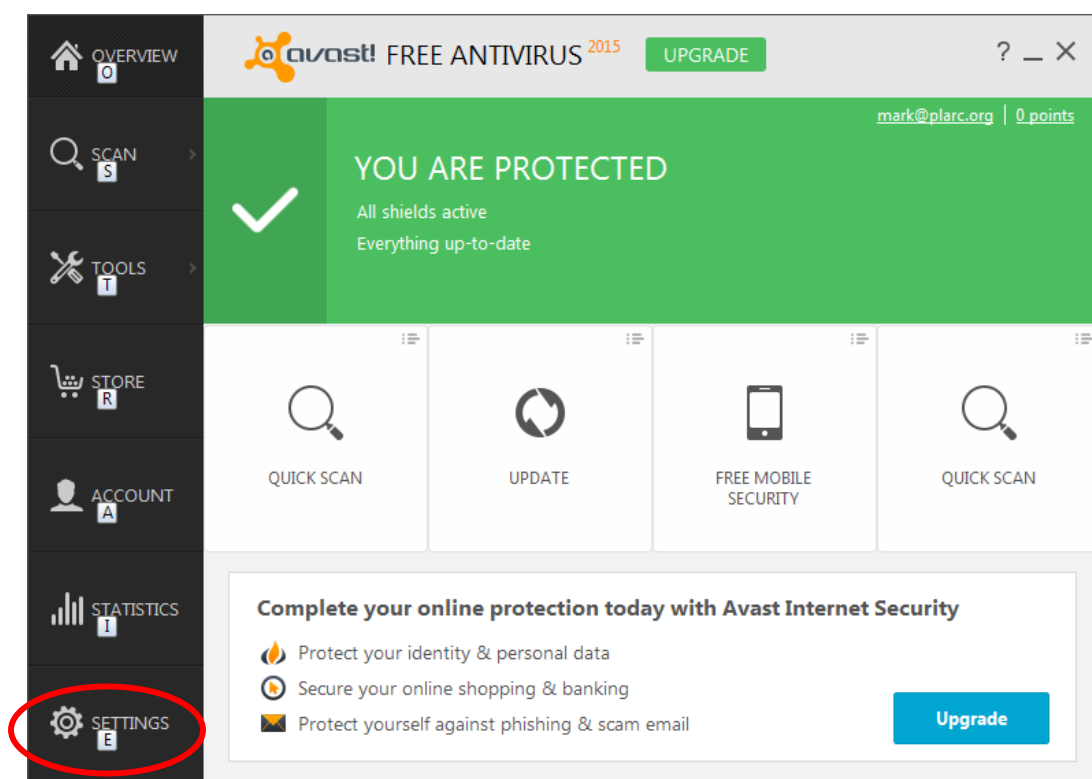 OVERVIEW
O
SCAN
S
TOOLS
T
STORE
R
ACCOUNT
A
STATISTICS
I
SETTINGS
E
avast! FREE ANTIVIRUS 2015
UPGRADE
?
mark@plarc.org | 0 points
YOU ARE PROTECTED
All shields active
Everything up-to-date
QUICK SCAN
UPDATE
FREE MOBILE
SECURITY
QUICK SCAN
Complete your online protection today with Avast Internet Security
Protect your identity & personal data
Secure your online shopping & banking
Protect yourself against phishing & scam email
Upgrade